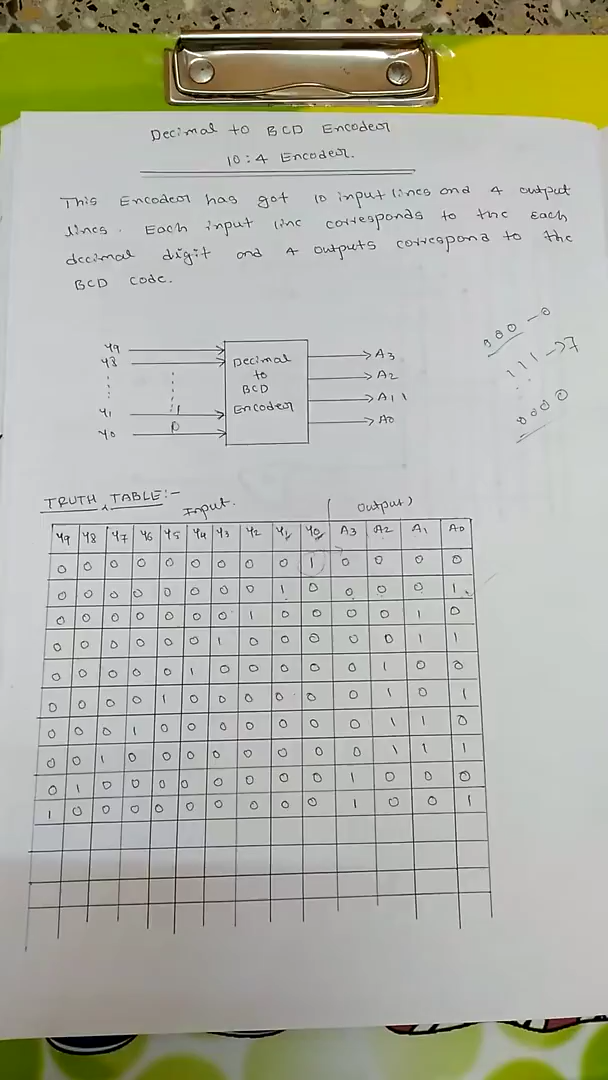 Decimal to BCD Encoder
10:4 Encoder.
This Encoder has got 10 input lines and 4 output
lines. Each input line corresponds to the Each
decimal digit and 4 outputs correspond to the
BCD code.
000-0
111->7
0000
Y9
Y8
Y1 1
Y0 0
Decimal
to
BCD
Encoder
A3
A2
A1 1
A0
TRUTH TABLE:-
Input. (Output)
Y9 Y8 Y7 Y6 Y5 Y4 Y3 Y2 Y1 Y0 A3 A2 A1 A0
0 0 0 0 0 0 0 0 0 1 0 0 0 0
0 0 0 0 0 0 0 0 1 0 0 0 0 1
0 0 0 0 0 0 0 1 0 0 0 0 1 0
0 0 0 0 0 0 1 0 0 0 0 0 1 1
0 0 0 0 0 1 0 0 0 0 0 1 0 0
0 0 0 0 1 0 0 0 0 0 0 1 0 1
0 0 0 1 0 0 0 0 0 0 0 1 1 0
0 0 1 0 0 0 0 0 0 0 0 1 1 1
0 1 0 0 0 0 0 0 0 0 1 0 0 0
1 0 0 0 0 0 0 0 0 0 1 0 0 1